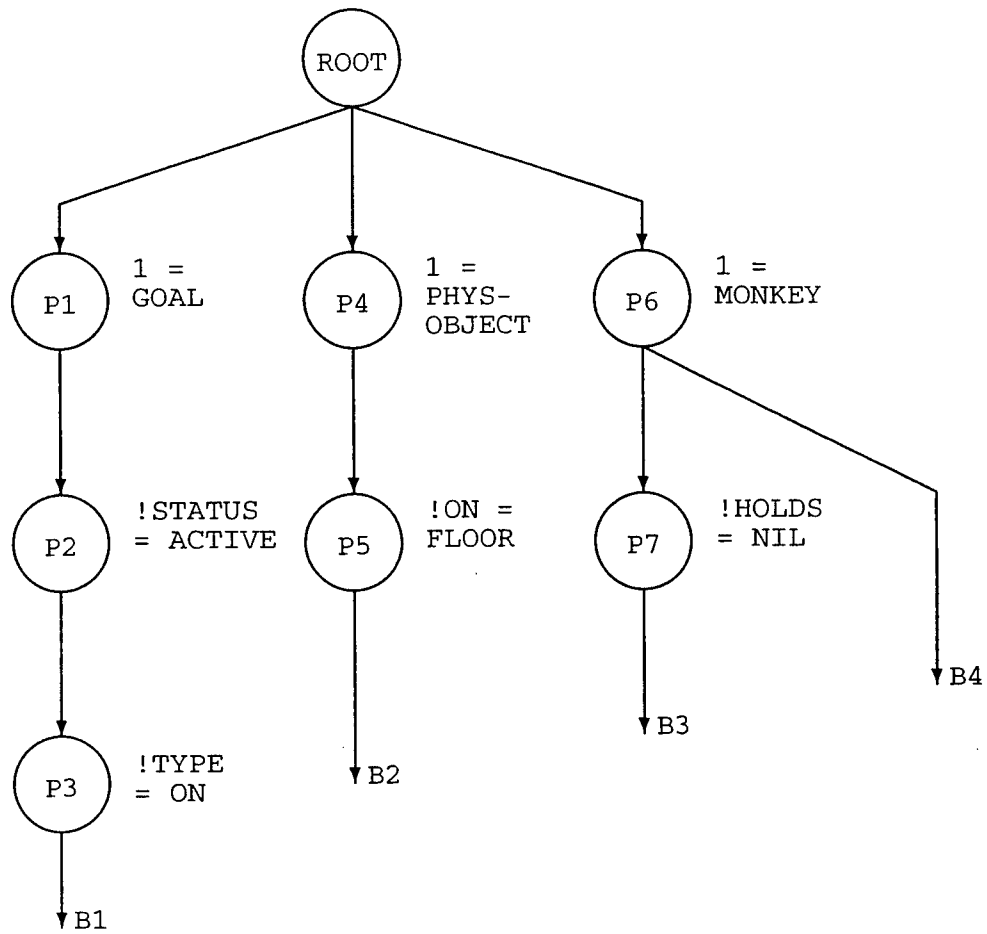 ROOT
P1
1 =
GOAL
P4
1 =
PHYS-
OBJECT
P6
1 =
MONKEY
P2
!STATUS
= ACTIVE
P5
!ON =
FLOOR
P7
!HOLDS
= NIL
B4
B3
P3
!TYPE
= ON
B2
B1